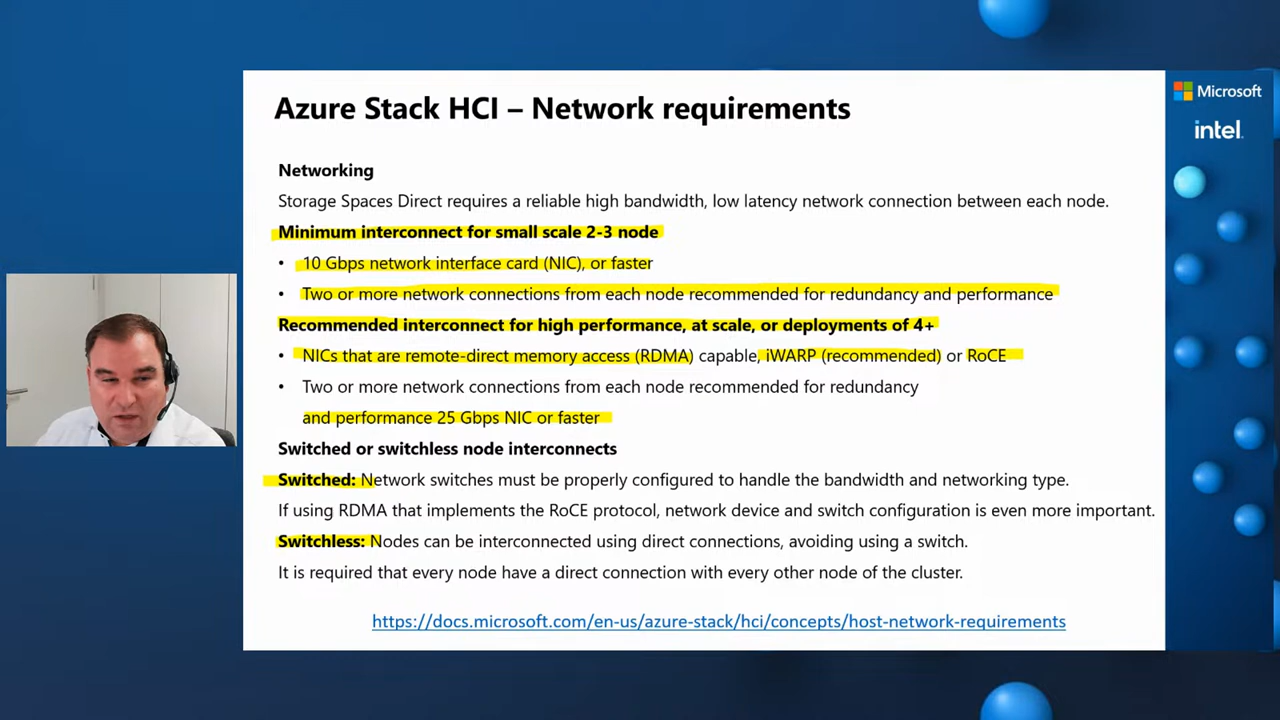 Azure Stack HCI – Network requirements
Microsoft
intel.
Networking
Storage Spaces Direct requires a reliable high bandwidth, low latency network connection between each node.
Minimum interconnect for small scale 2-3 node
• 10 Gbps network interface card (NIC), or faster
• Two or more network connections from each node recommended for redundancy and performance
Recommended interconnect for high performance, at scale, or deployments of 4+
• NICs that are remote-direct memory access (RDMA) capable, iWARP (recommended) or RoCE
• Two or more network connections from each node recommended for redundancy
and performance 25 Gbps NIC or faster
Switched or switchless node interconnects
Switched: Network switches must be properly configured to handle the bandwidth and networking type.
If using RDMA that implements the RoCE protocol, network device and switch configuration is even more important.
Switchless: Nodes can be interconnected using direct connections, avoiding using a switch.
It is required that every node have a direct connection with every other node of the cluster.
https://docs.microsoft.com/en-us/azure-stack/hci/concepts/host-network-requirements